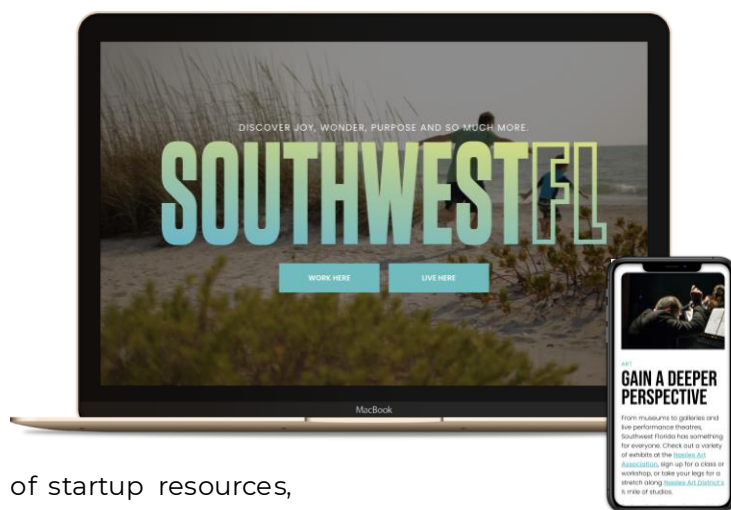 DISCOVER JOY, WONDER, PURPOSE AND SO MUCH MORE.
SOUTHWESTFL
WORK HERE
LIVE HERE
MacBook
ART
GAIN A DEEPER
PERSPECTIVE
From museums to galleries and
live performance theatres,
Southwest Florida has something
for everyone. Check out a variety
of exhibits at the Naples Art
Association, sign up for a class or
workshop, or take your legs for a
stretch along Naples Art District's
mile of studios.
of startup resources,